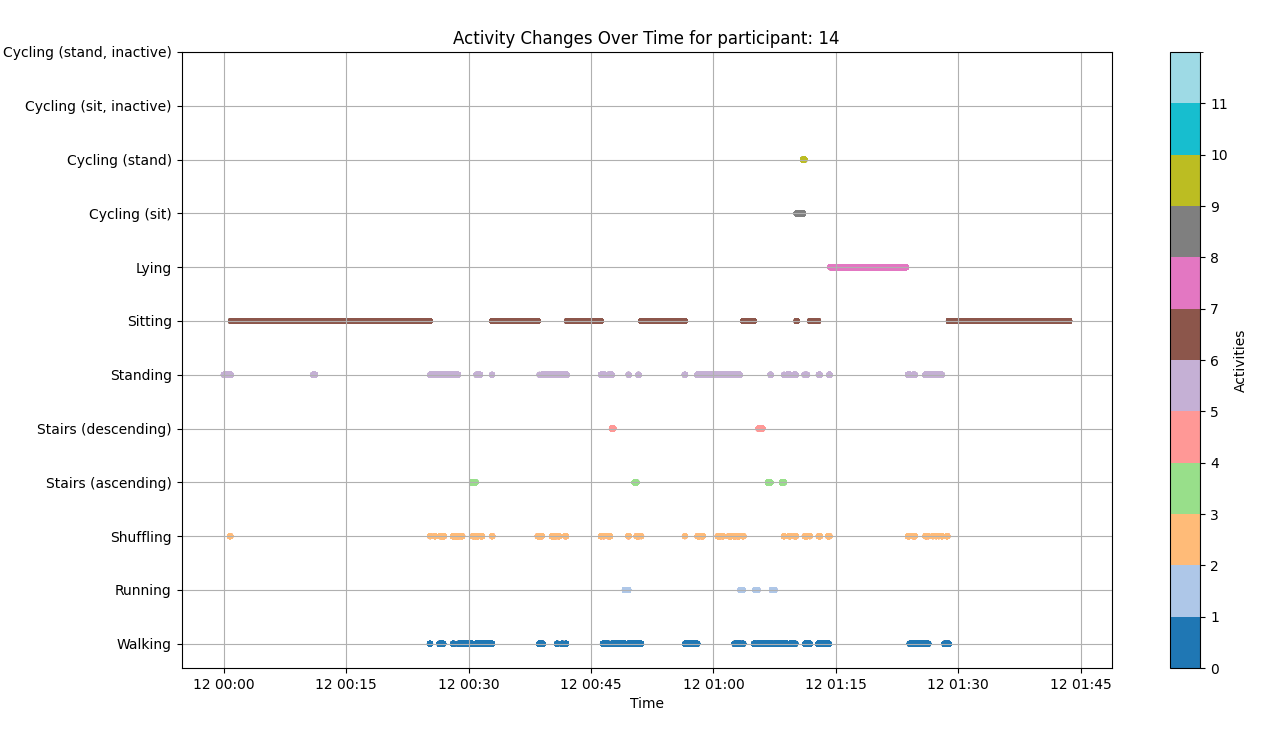 Activity Changes Over Time for participant: 14
Cycling (stand, inactive)
Cycling (sit, inactive)
Cycling (stand)
Cycling (sit)
Lying
Sitting
Standing
Stairs (descending)
Stairs (ascending)
Shuffling
Running
Walking
12 00:00 12 00:15 12 00:30 12 00:45 12 01:00 12 01:15 12 01:30 12 01:45
Time
11
10
9
8
7
6
5
4
3
2
1
0
Activities